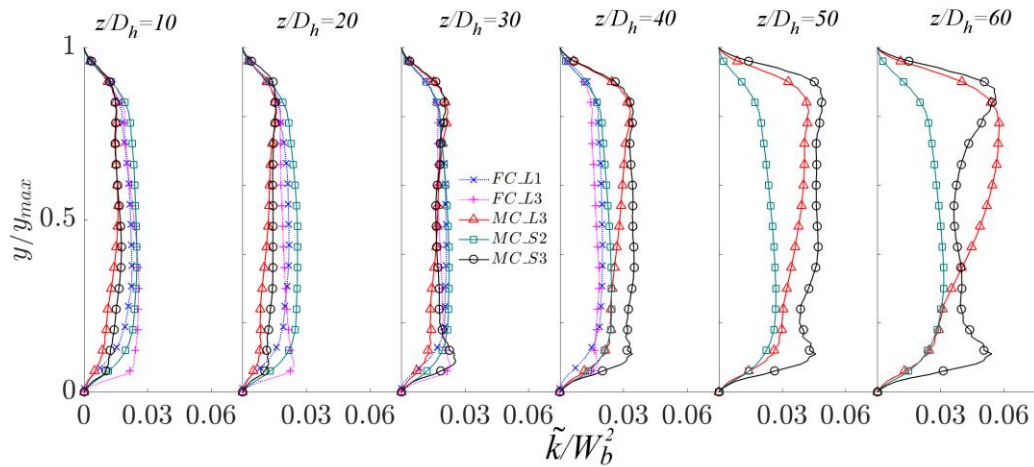 z/D_h=10 z/D_h=20 z/D_h=30 z/D_h=40 z/D_h=50 z/D_h=60
1
0.5
0
y/y_max
FC_L1
FC_L3
MC_L3
MC_S2
MC_S3
0 0.03 0.06 0.03 0.06 0.03 0.06 0.03 0.06 0.03 0.06 0.03 0.06
k̃/W_b^2